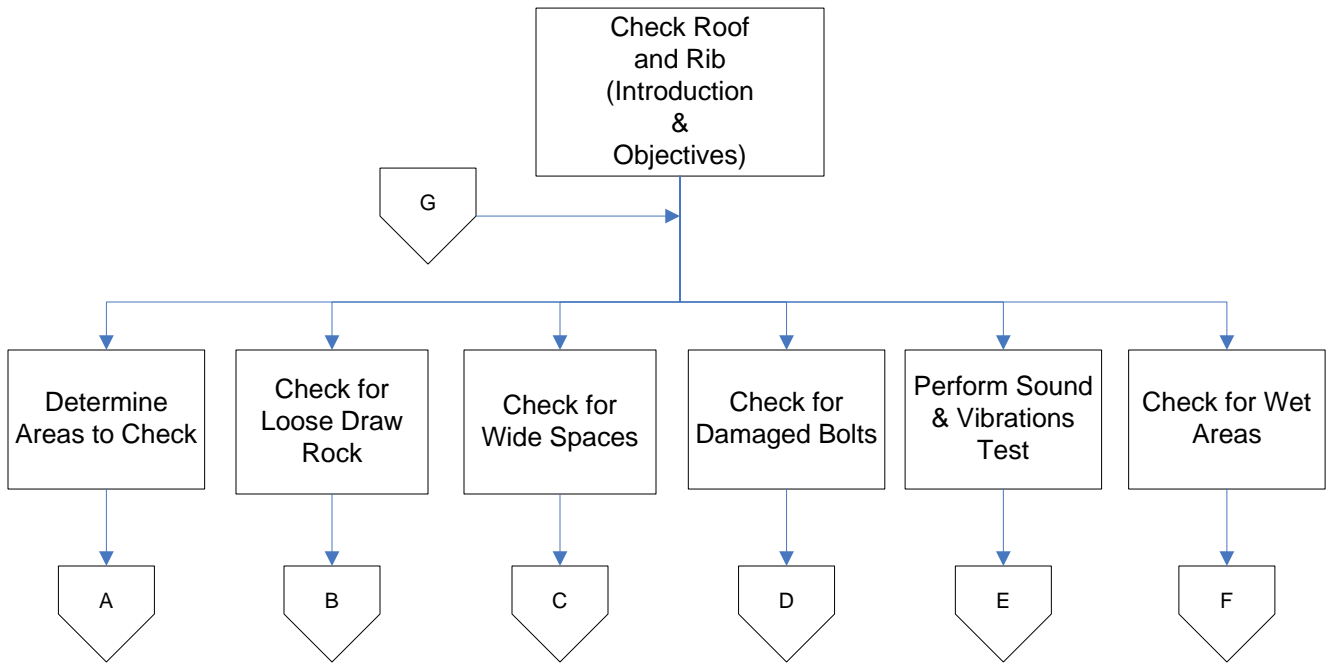 Check Roof
and Rib
(Introduction
&
Objectives)
G
Determine
Areas to Check
Check for
Loose Draw
Rock
Check for
Wide Spaces
Check for
Damaged Bolts
Perform Sound
& Vibrations
Test
Check for Wet
Areas
A
B
C
D
E
F